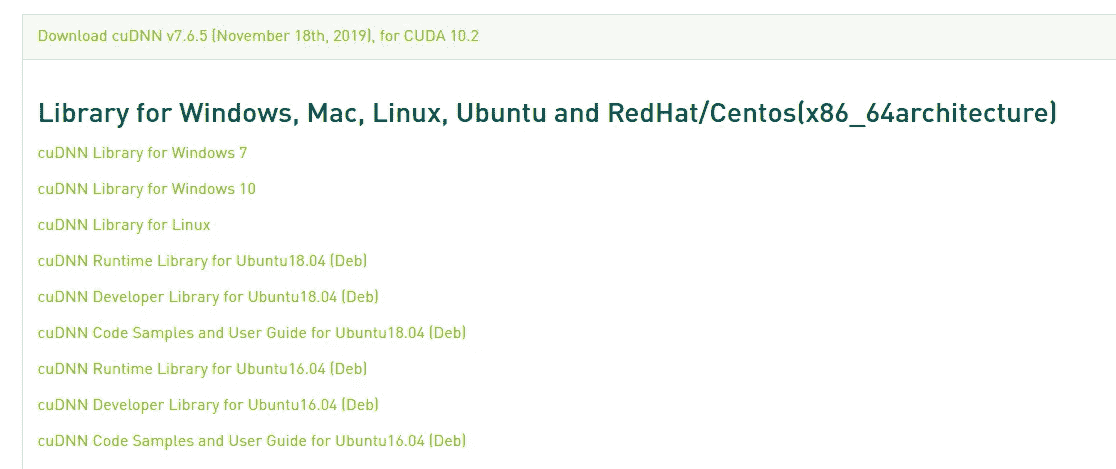 Download cuDNN v7.6.5 (November 18th, 2019), for CUDA 10.2
Library for Windows, Mac, Linux, Ubuntu and RedHat/Centos(x86_64architecture)
cuDNN Library for Windows 7
cuDNN Library for Windows 10
cuDNN Library for Linux
cuDNN Runtime Library for Ubuntu18.04 (Deb)
cuDNN Developer Library for Ubuntu18.04 (Deb)
cuDNN Code Samples and User Guide for Ubuntu18.04 (Deb)
cuDNN Runtime Library for Ubuntu16.04 (Deb)
cuDNN Developer Library for Ubuntu16.04 (Deb)
cuDNN Code Samples and User Guide for Ubuntu16.04 (Deb)